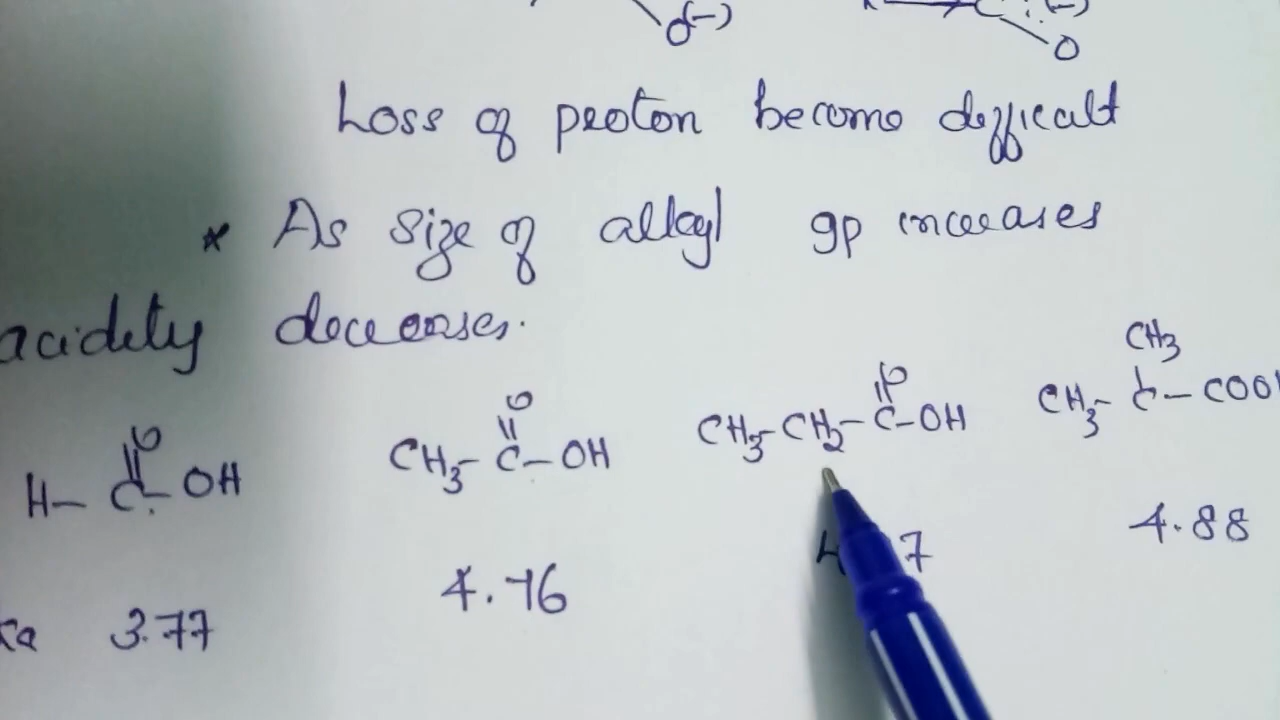 O(-) (-)
O
Loss of proton become difficult
* As size of alkyl gp increases
acidity decreases.
CH3
O O O
H- C - OH CH3- C - OH CH3- CH2- C - OH CH3- C - COO
3.77 4.76 7 4.88